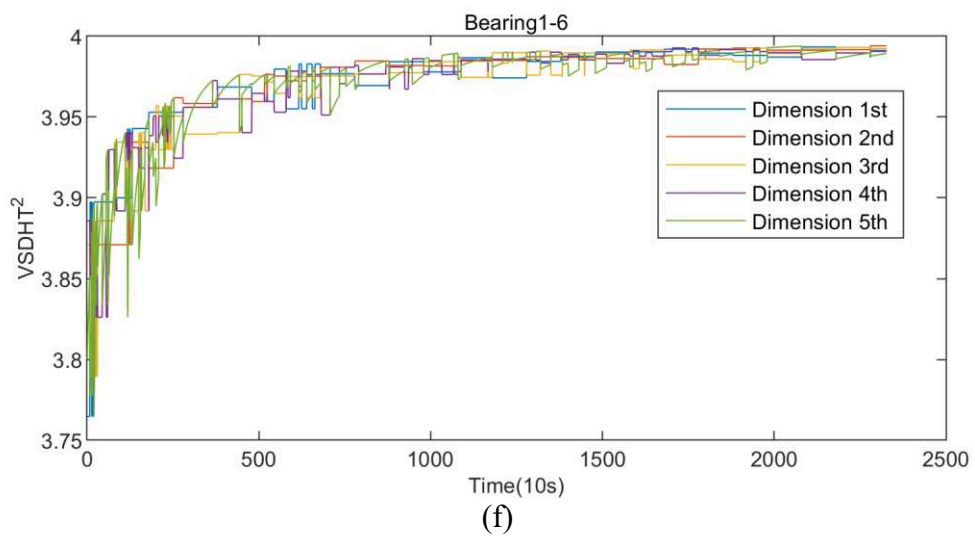 Bearing1-6
4
3.95
3.9
3.85
3.8
3.75
VSDHT²
Dimension 1st
Dimension 2nd
Dimension 3rd
Dimension 4th
Dimension 5th
0 500 1000 1500 2000 2500
Time(10s)
(f)